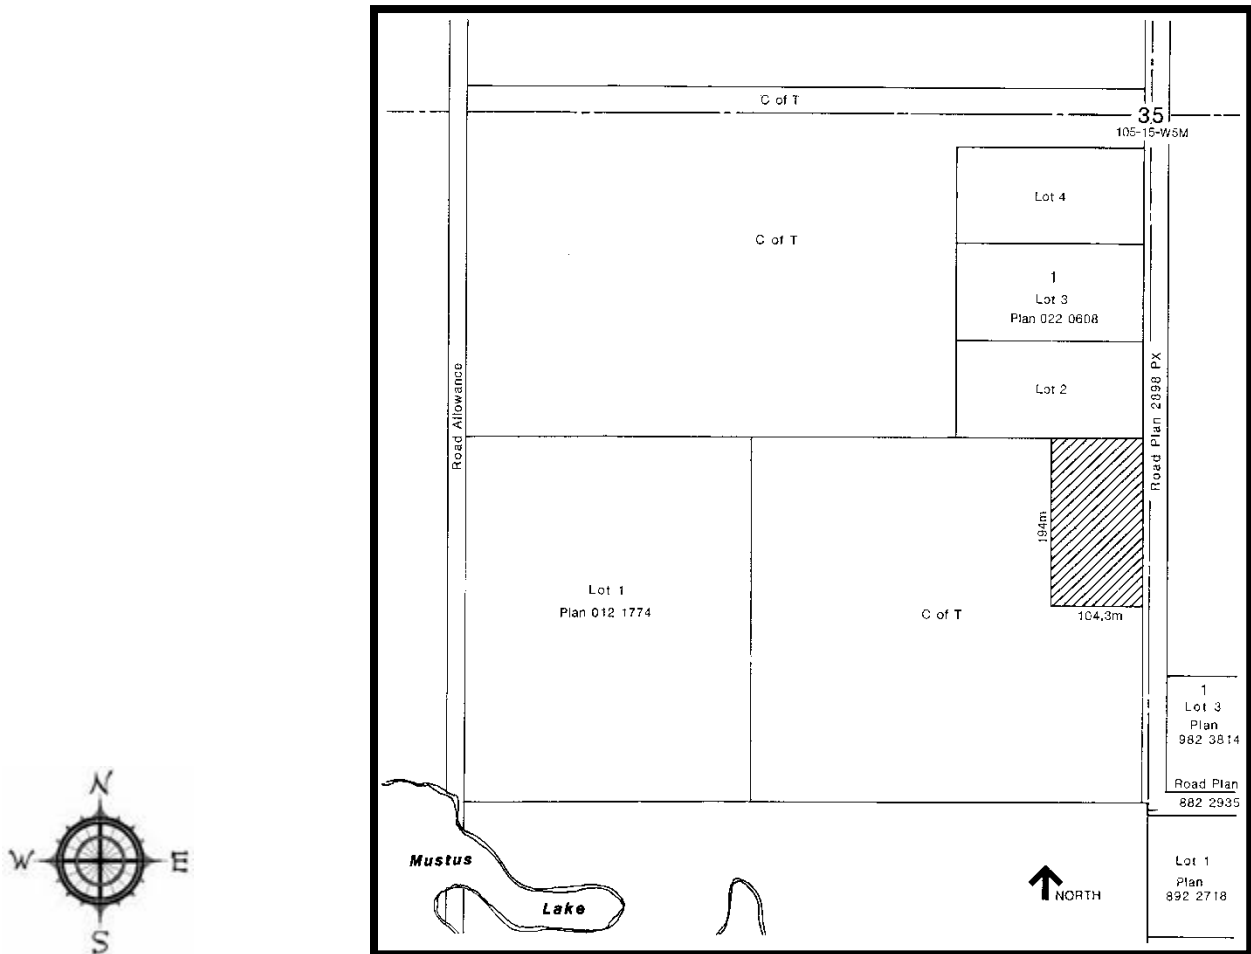 C of T
35
105-15-W5M
Lot 4
C of T
1
Lot 3
Plan 022 0608
Lot 2
Road Allowance
Road Plan 2898 PX
194m
104.3m
Lot 1
Plan 012 1774
C of T
1
Lot 3
Plan
982 3814
Road Plan
882 2935
Mustus
Lake
NORTH
Lot 1
Plan
892 2718
N
W
E
S